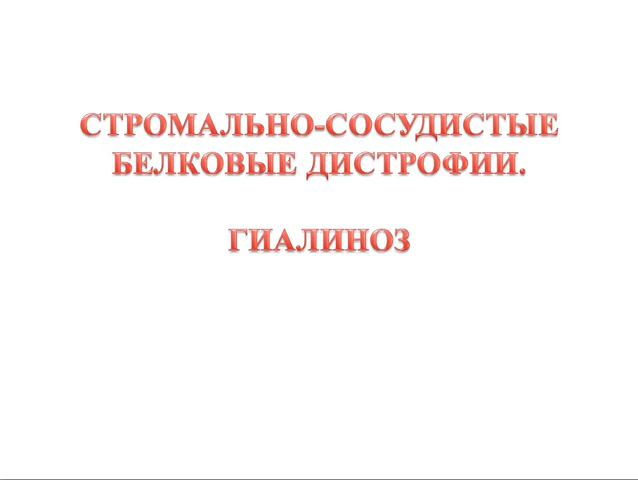 СТРОМАЛЬНО-СОСУДИСТЫЕ
БЕЛКОВЫЕ ДИСТРОФИИ.
ГИАЛИНОЗ